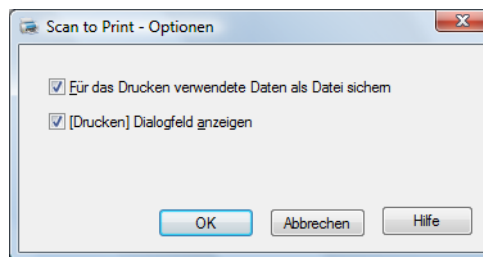 Scan to Print - Optionen
Für das Drucken verwendete Daten als Datei sichern
[Drucken] Dialogfeld anzeigen
OK Abbrechen Hilfe